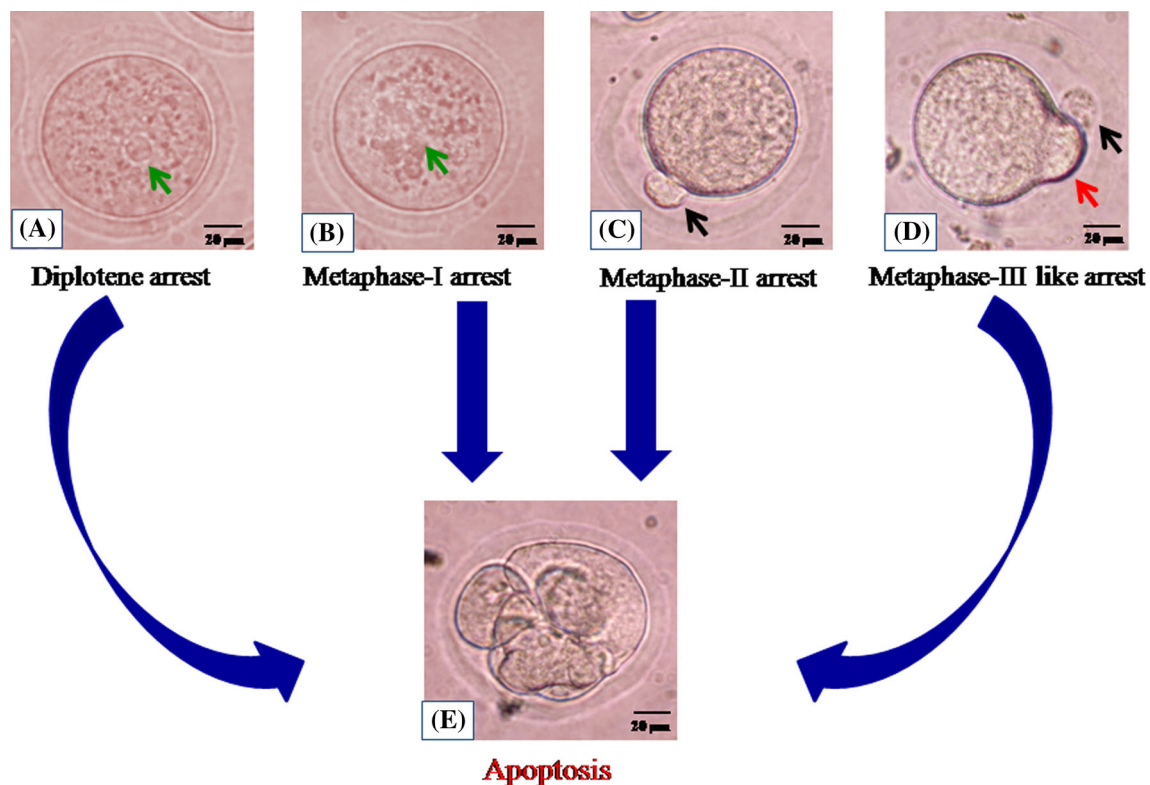 (A)
20 µm
(B)
20 µm
(C)
20 µm
(D)
20 µm
Diplotene arrest
Metaphase-I arrest
Metaphase-II arrest
Metaphase-III like arrest
(E)
20 µm
Apoptosis